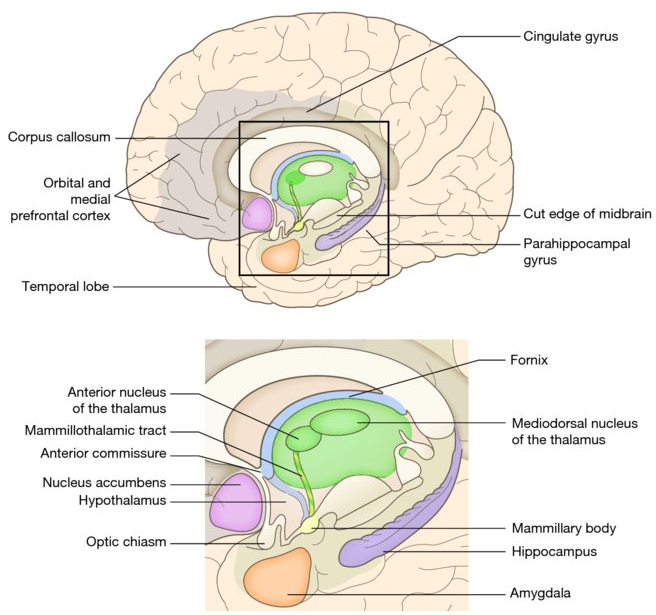 Cingulate gyrus
Corpus callosum
Orbital and
medial
prefrontal cortex
Cut edge of midbrain
Parahippocampal
gyrus
Temporal lobe
Fornix
Anterior nucleus
of the thalamus
Mediodorsal nucleus
of the thalamus
Mammillothalamic tract
Anterior commissure
Nucleus accumbens
Hypothalamus
Optic chiasm
Mammillary body
Hippocampus
Amygdala